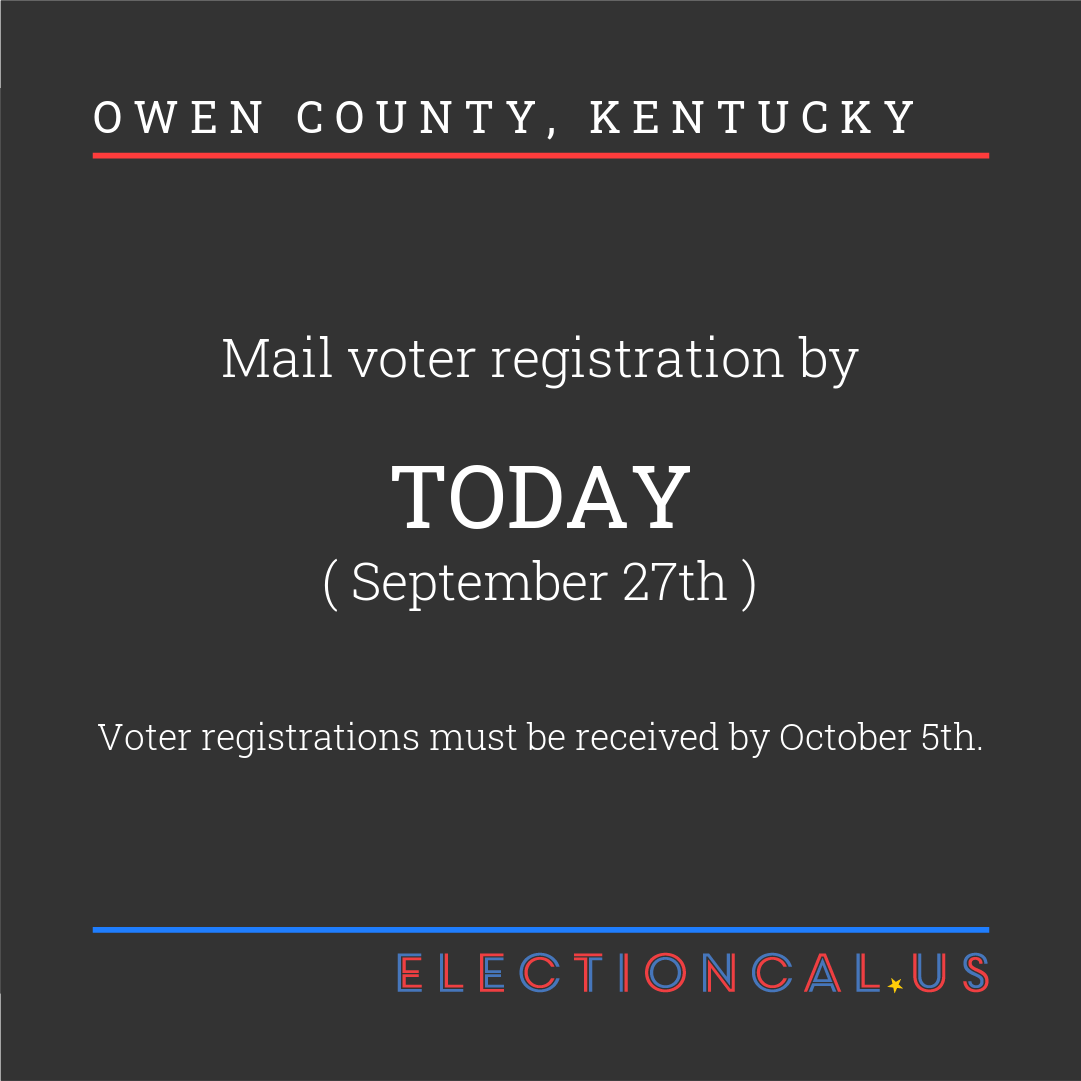 OWEN COUNTY, KENTUCKY
Mail voter registration by
TODAY
( September 27th )
Voter registrations must be received by October 5th.
ELECTIONCAL.US